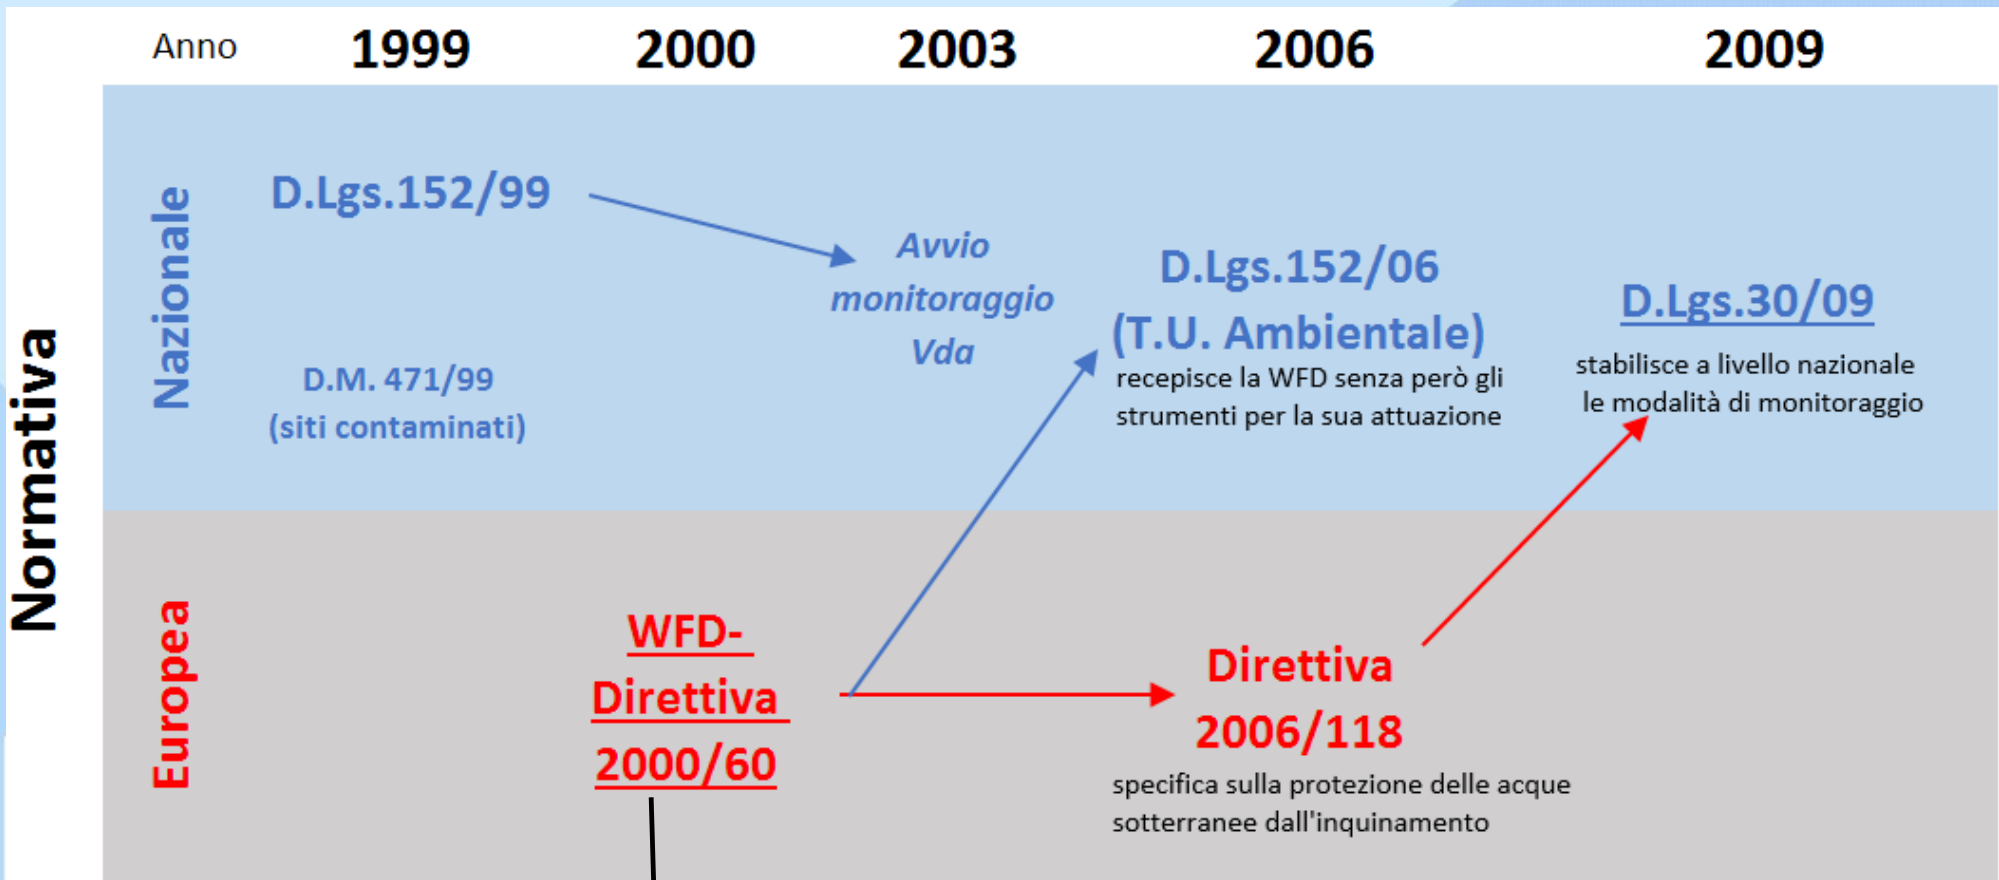 Anno 1999 2000 2003 2006 2009
Normativa
Nazionale
D.Lgs.152/99
D.M. 471/99
(siti contaminati)
Avvio
monitoraggio
Vda
D.Lgs.152/06
(T.U. Ambientale)
recepisce la WFD senza però gli
strumenti per la sua attuazione
D.Lgs.30/09
stabilisce a livello nazionale
le modalità di monitoraggio
Europea
WFD-
Direttiva
2000/60
Direttiva
2006/118
specifica sulla protezione delle acque
sotterranee dall'inquinamento